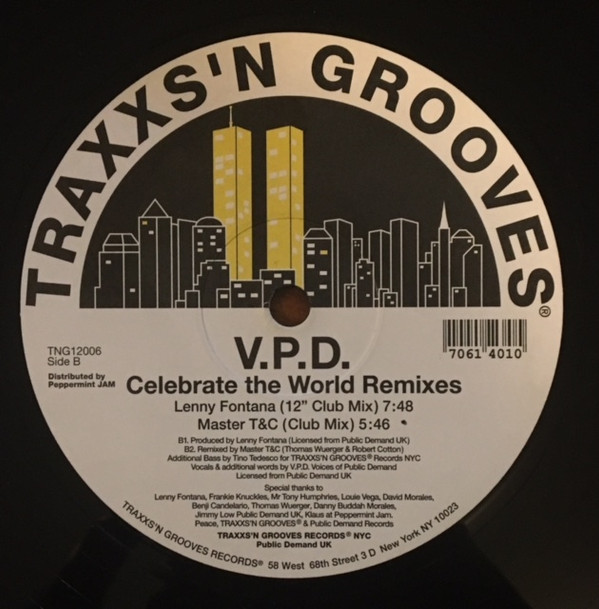 TRAXXS'N GROOVES®
TNG12006
Side B
Distributed by
Peppermint JAM
7061 4010
V.P.D.
Celebrate the World Remixes
Lenny Fontana (12" Club Mix) 7:48
Master T&C (Club Mix) 5:46
B1. Produced by Lenny Fontana (Licensed from Public Demand UK)
B2. Remixed by Master T&C (Thomas Wuerger & Robert Cotton)
Additional Bass by Tino Tedesco for TRAXXS'N GROOVES® Records NYC
Vocals & additional words by V.P.D. Voices of Public Demand
Licensed from Public Demand UK
Special thanks to
Lenny Fontana, Frankie Knuckles, Mr Tony Humphries, Louie Vega, David Morales,
Benji Candelario, Thomas Wuerger, Danny Buddah Morales,
Jimmy Low Public Demand UK, Klaus at Peppermint Jam.
Peace, TRAXXS'N GROOVES® & Public Demand Records
TRAXXS'N GROOVES RECORDS® NYC
Public Demand UK
TRAXXS'N GROOVES RECORDS® 58 West 68th Street 3 D New York NY 10023